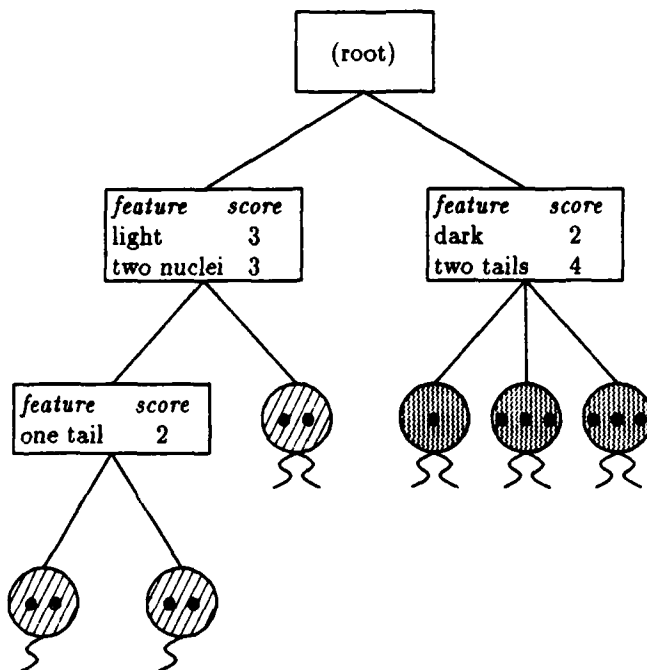 (root)
feature score
light 3
two nuclei 3
feature score
dark 2
two tails 4
feature score
one tail 2